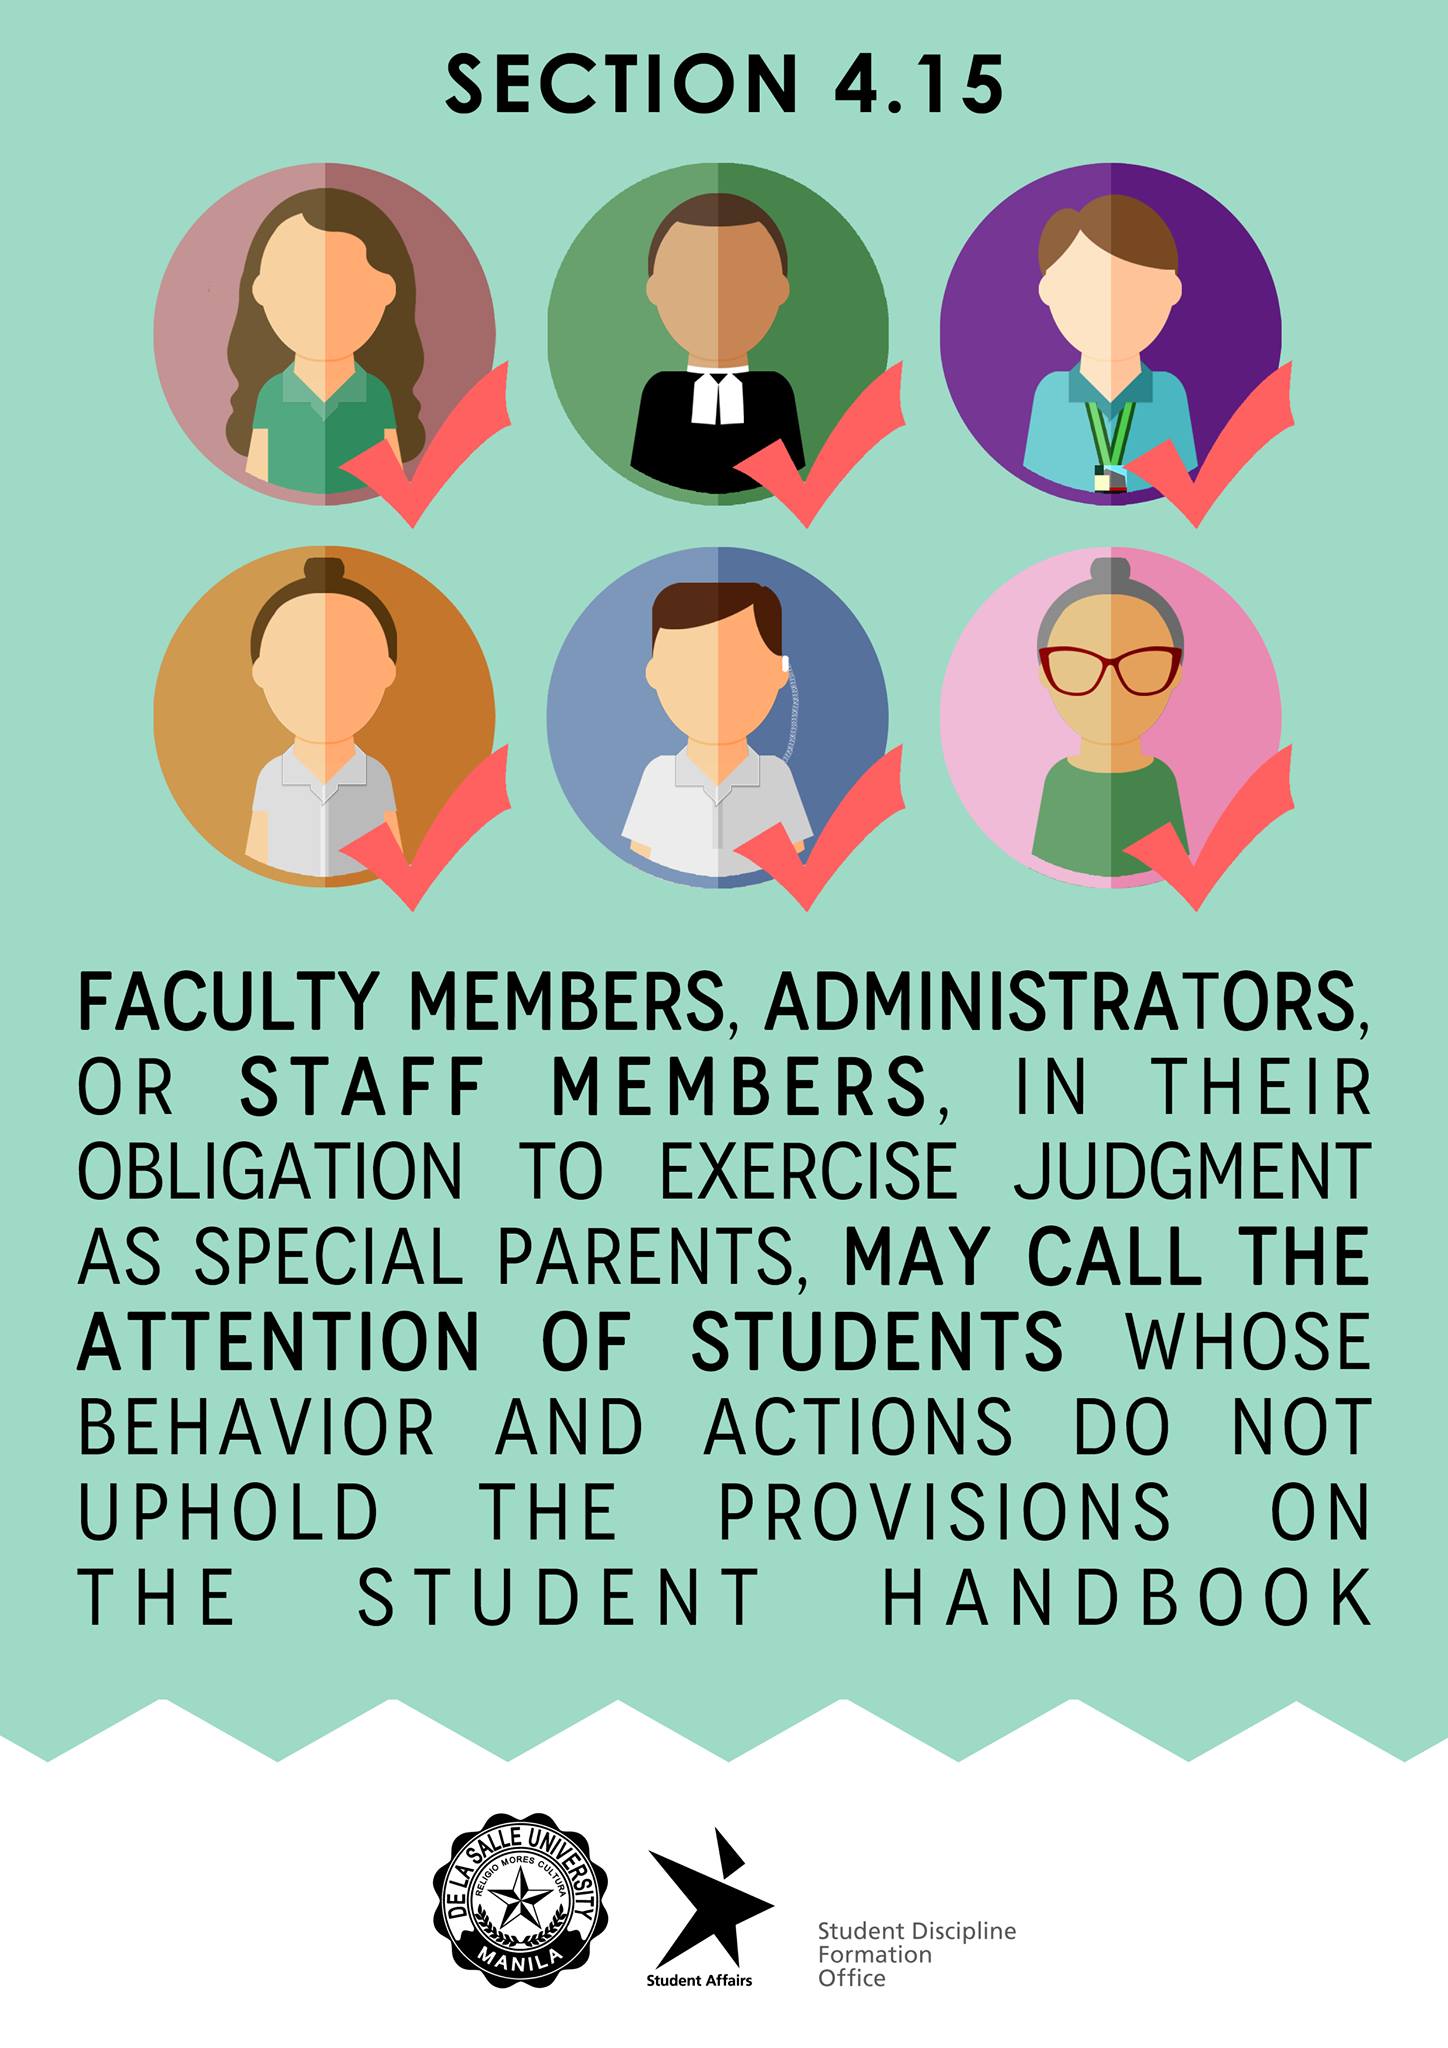 SECTION 4.15
FACULTY MEMBERS, ADMINISTRATORS,
OR STAFF MEMBERS, IN THEIR
OBLIGATION TO EXERCISE JUDGMENT
AS SPECIAL PARENTS, MAY CALL THE
ATTENTION OF STUDENTS WHOSE
BEHAVIOR AND ACTIONS DO NOT
UPHOLD THE PROVISIONS ON
THE STUDENT HANDBOOK
DE LA SALLE UNIVERSITY
RELIGIO MORES CULTURA
MANILA
Student Affairs
Student Discipline
Formation
Office